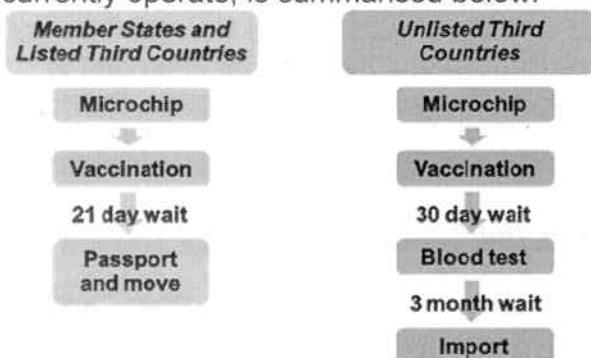 currently operate, is summarised below.
Member States and
Listed Third Countries
Microchip
Vaccination
21 day wait
Passport
and move
Unlisted Third
Countries
Microchip
Vaccination
30 day wait
Blood test
3 month wait
Import